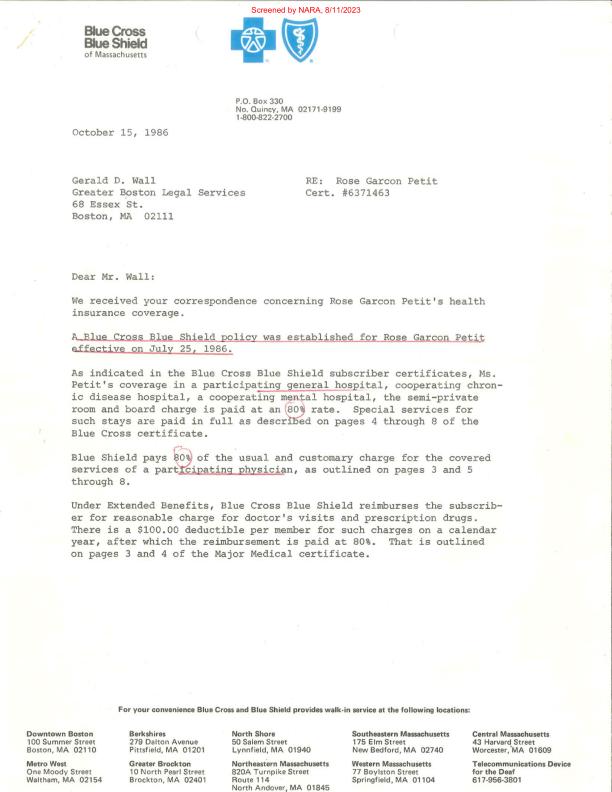 Screened by NARA, 8/11/2023
Blue Cross
Blue Shield
of Massachusetts
P.O. Box 330
No. Quincy, MA 02171-9199
1-800-822-2700
October 15, 1986
Gerald D. Wall
Greater Boston Legal Services
68 Essex St.
Boston, MA 02111
RE: Rose Garcon Petit
Cert. #6371463
Dear Mr. Wall:
We received your correspondence concerning Rose Garcon Petit's health
insurance coverage.
A Blue Cross Blue Shield policy was established for Rose Garcon Petit
effective on July 25, 1986.
As indicated in the Blue Cross Blue Shield subscriber certificates, Ms.
Petit's coverage in a participating general hospital, cooperating chron-
ic disease hospital, a cooperating mental hospital, the semi-private
room and board charge is paid at an 80% rate. Special services for
such stays are paid in full as described on pages 4 through 8 of the
Blue Cross certificate.
Blue Shield pays 80% of the usual and customary charge for the covered
services of a participating physician, as outlined on pages 3 and 5
through 8.
Under Extended Benefits, Blue Cross Blue Shield reimburses the subscrib-
er for reasonable charge for doctor's visits and prescription drugs.
There is a $100.00 deductible per member for such charges on a calendar
year, after which the reimbursement is paid at 80%. That is outlined
on pages 3 and 4 of the Major Medical certificate.
For your convenience Blue Cross and Blue Shield provides walk-in service at the following locations:
Downtown Boston
100 Summer Street
Boston, MA 02110
Berkshires
279 Dalton Avenue
Pittsfield, MA 01201
North Shore
50 Salem Street
Lynnfield, MA 01940
Southeastern Massachusetts
175 Elm Street
New Bedford, MA 02740
Central Massachusetts
43 Harvard Street
Worcester, MA 01609
Metro West
One Moody Street
Waltham, MA 02154
Greater Brockton
10 North Pearl Street
Brockton, MA 02401
Northeastern Massachusetts
820A Turnpike Street
Route 114
North Andover, MA 01845
Western Massachusetts
77 Boylston Street
Springfield, MA 01104
Telecommunications Device
for the Deaf
617-956-3801